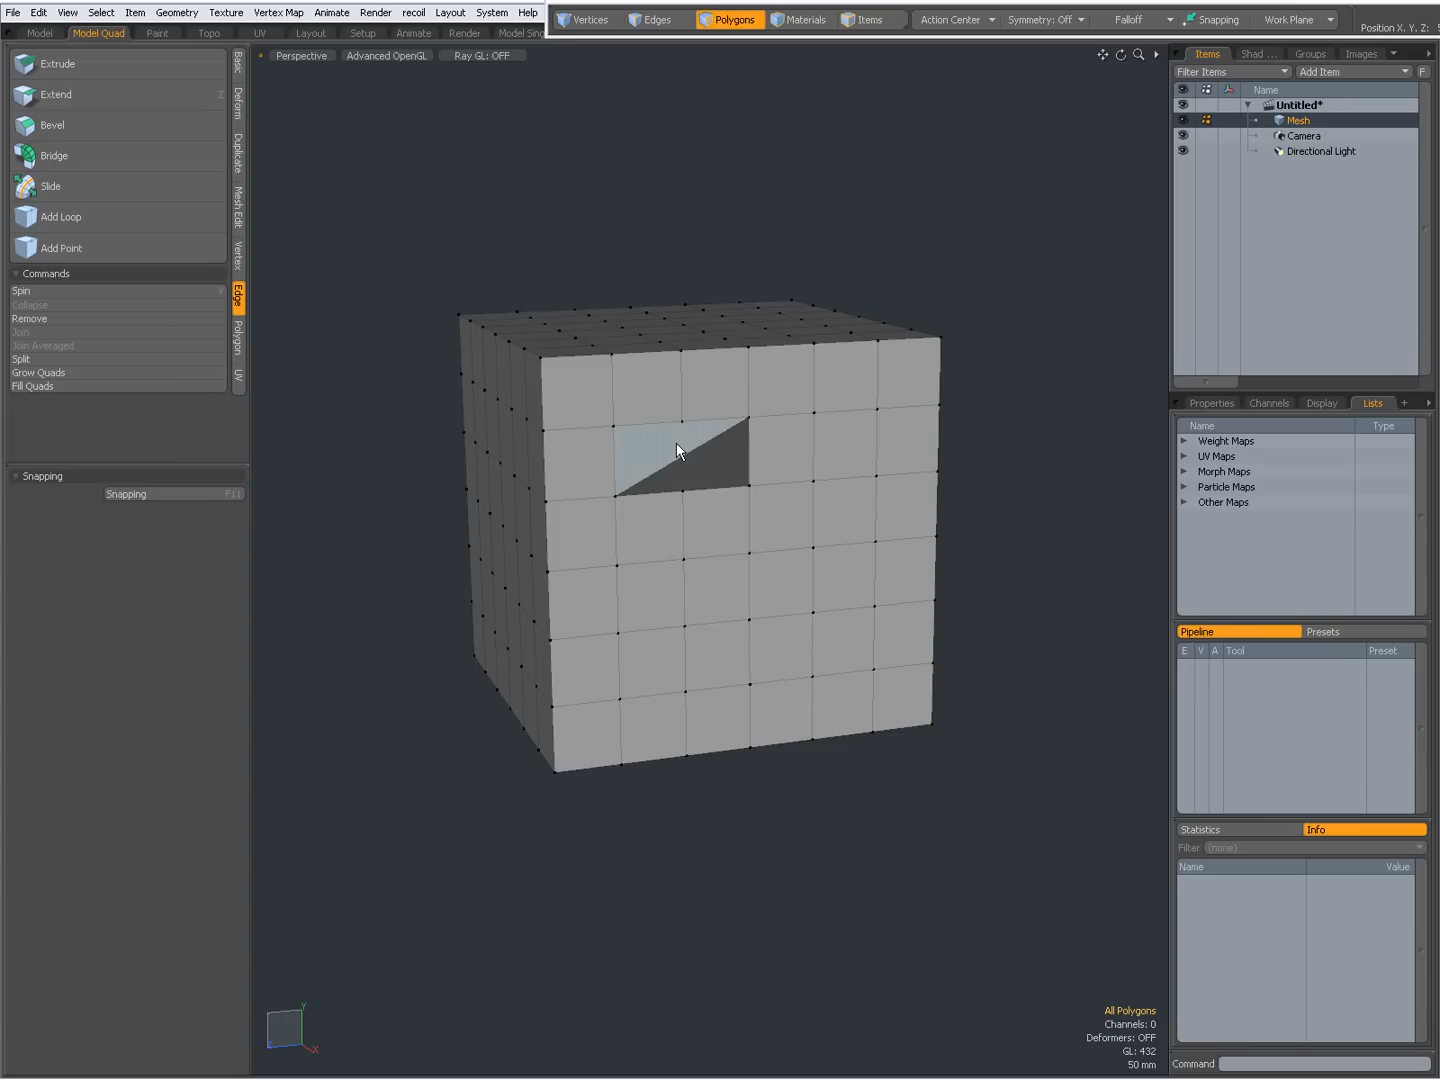 File Edit View Select Item Geometry Texture Vertex Map Animate Render recoil Layout System Help
Vertices Edges Polygons Materials Items Action Center Symmetry: Off Falloff Snapping Work Plane Position X, Y, Z:
Model Model Quad Paint Topo UV Layout Setup Animate Render Model Sing
Extrude
Extend Z
Bevel
Bridge
Slide
Add Loop
Add Point
Commands
Spin V
Collapse
Remove
Join
Join Averaged
Split
Grow Quads
Fill Quads
Snapping
Snapping F11
Basic
Deform
Duplicate
Mesh Edit
Vertex
Edge
Polygon
UV
Perspective Advanced OpenGL Ray GL: OFF
Y
Z
X
All Polygons
Channels: 0
Deformers: OFF
GL: 432
50 mm
Items Shad ... Groups Images
Filter Items Add Item F
Name
Untitled*
Mesh
Camera
Directional Light
Properties Channels Display Lists +
Name Type
Weight Maps
UV Maps
Morph Maps
Particle Maps
Other Maps
Pipeline Presets
E V A Tool Preset
Statistics Info
Filter (none)
Name Value
Command